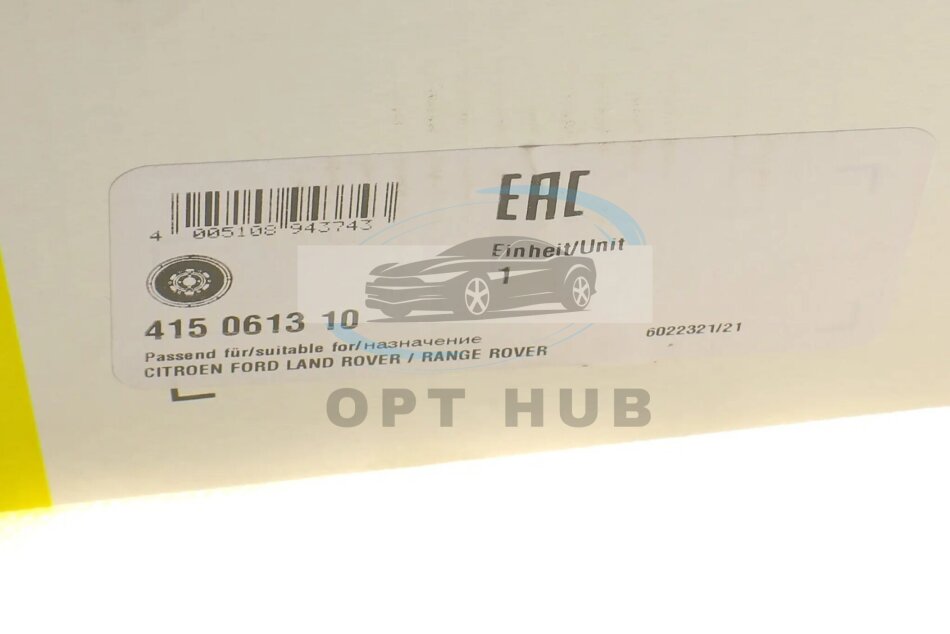 EAC
4 005108 943743
Einheit/Unit
1
415 0613 10
6022321/21
Passend für/suitable for/назначение
CITROEN FORD LAND ROVER / RANGE ROVER
OPT HUB